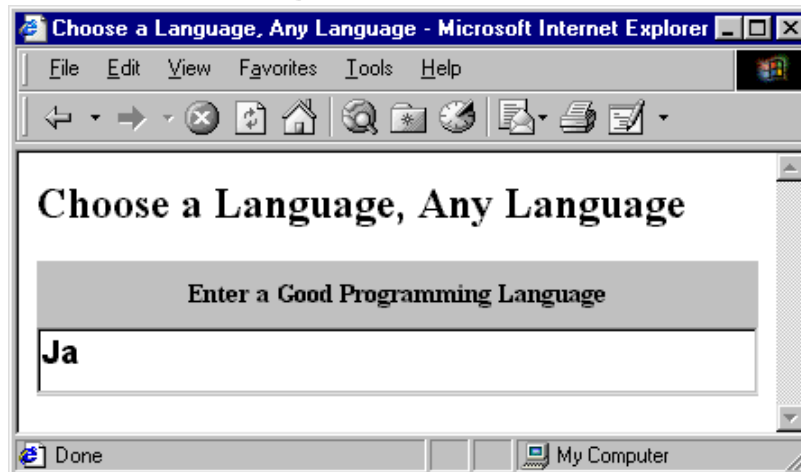 Choose a Language, Any Language - Microsoft Internet Explorer
File Edit View Favorites Tools Help
Choose a Language, Any Language
Enter a Good Programming Language
Ja
Done My Computer